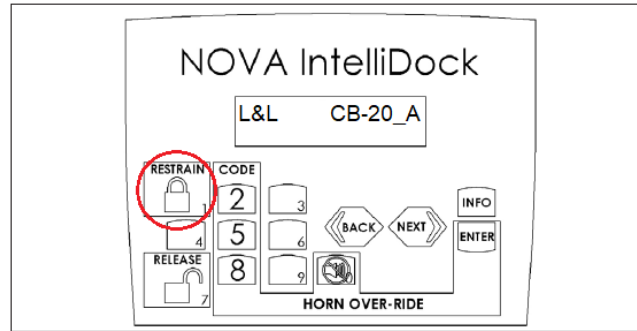 NOVA IntelliDock
L&L CB-20_A
RESTRAIN CODE
1 2 3
INFO
BACK NEXT
4 5 6
ENTER
RELEASE
7 8 9 0
HORN OVER-RIDE